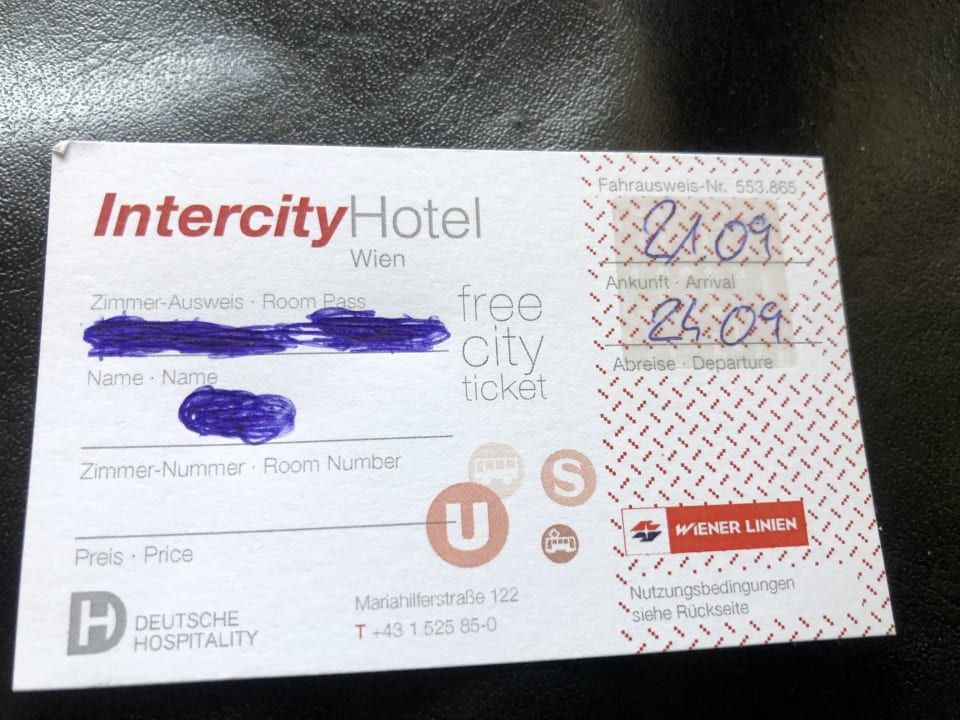 IntercityHotel
Wien
Zimmer-Ausweis · Room Pass
Name · Name
Zimmer-Nummer · Room Number
Preis · Price
free
city
ticket
U
S
H
DEUTSCHE
HOSPITALITY
Mariahilferstraße 122
T +43 1 525 85-0
Fahrausweis-Nr. 553.865
21.09
Ankunft · Arrival
24.09
Abreise · Departure
WIENER LINIEN
Nutzungsbedingungen
siehe Rückseite